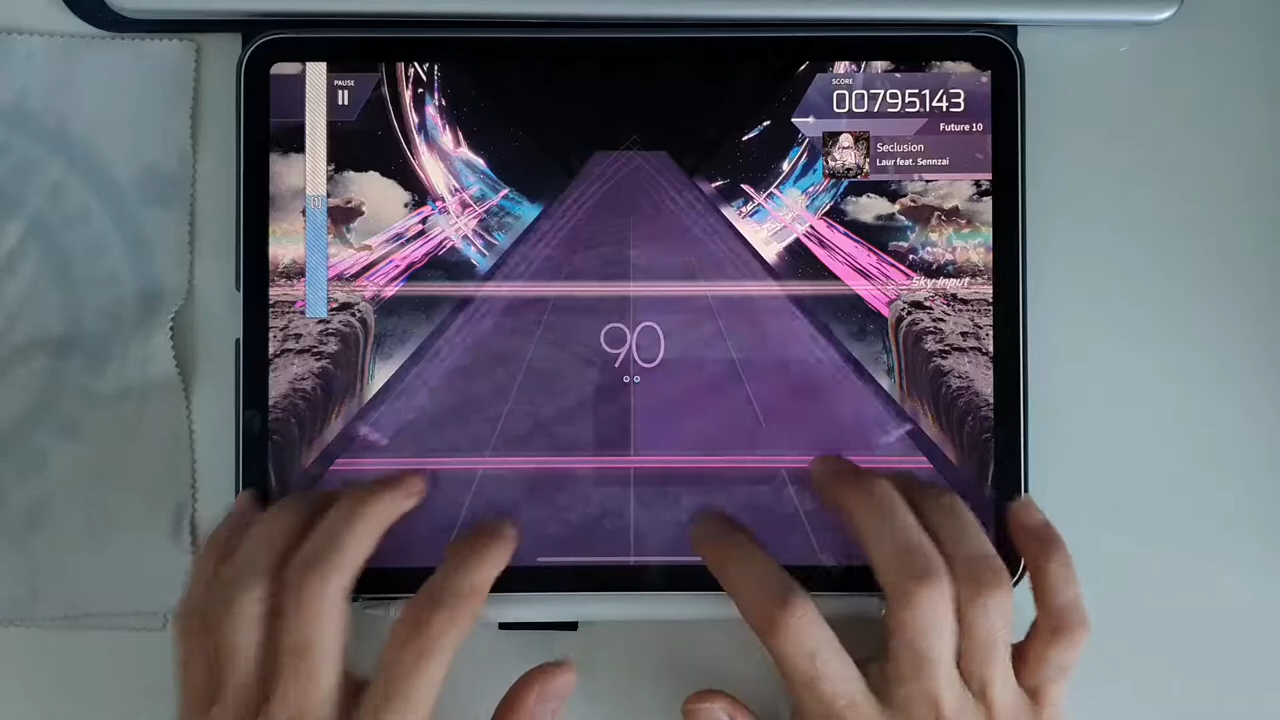 PAUSE
SCORE
00795143
Future 10
Seclusion
Laur feat. Sennzai
Sky Input
90